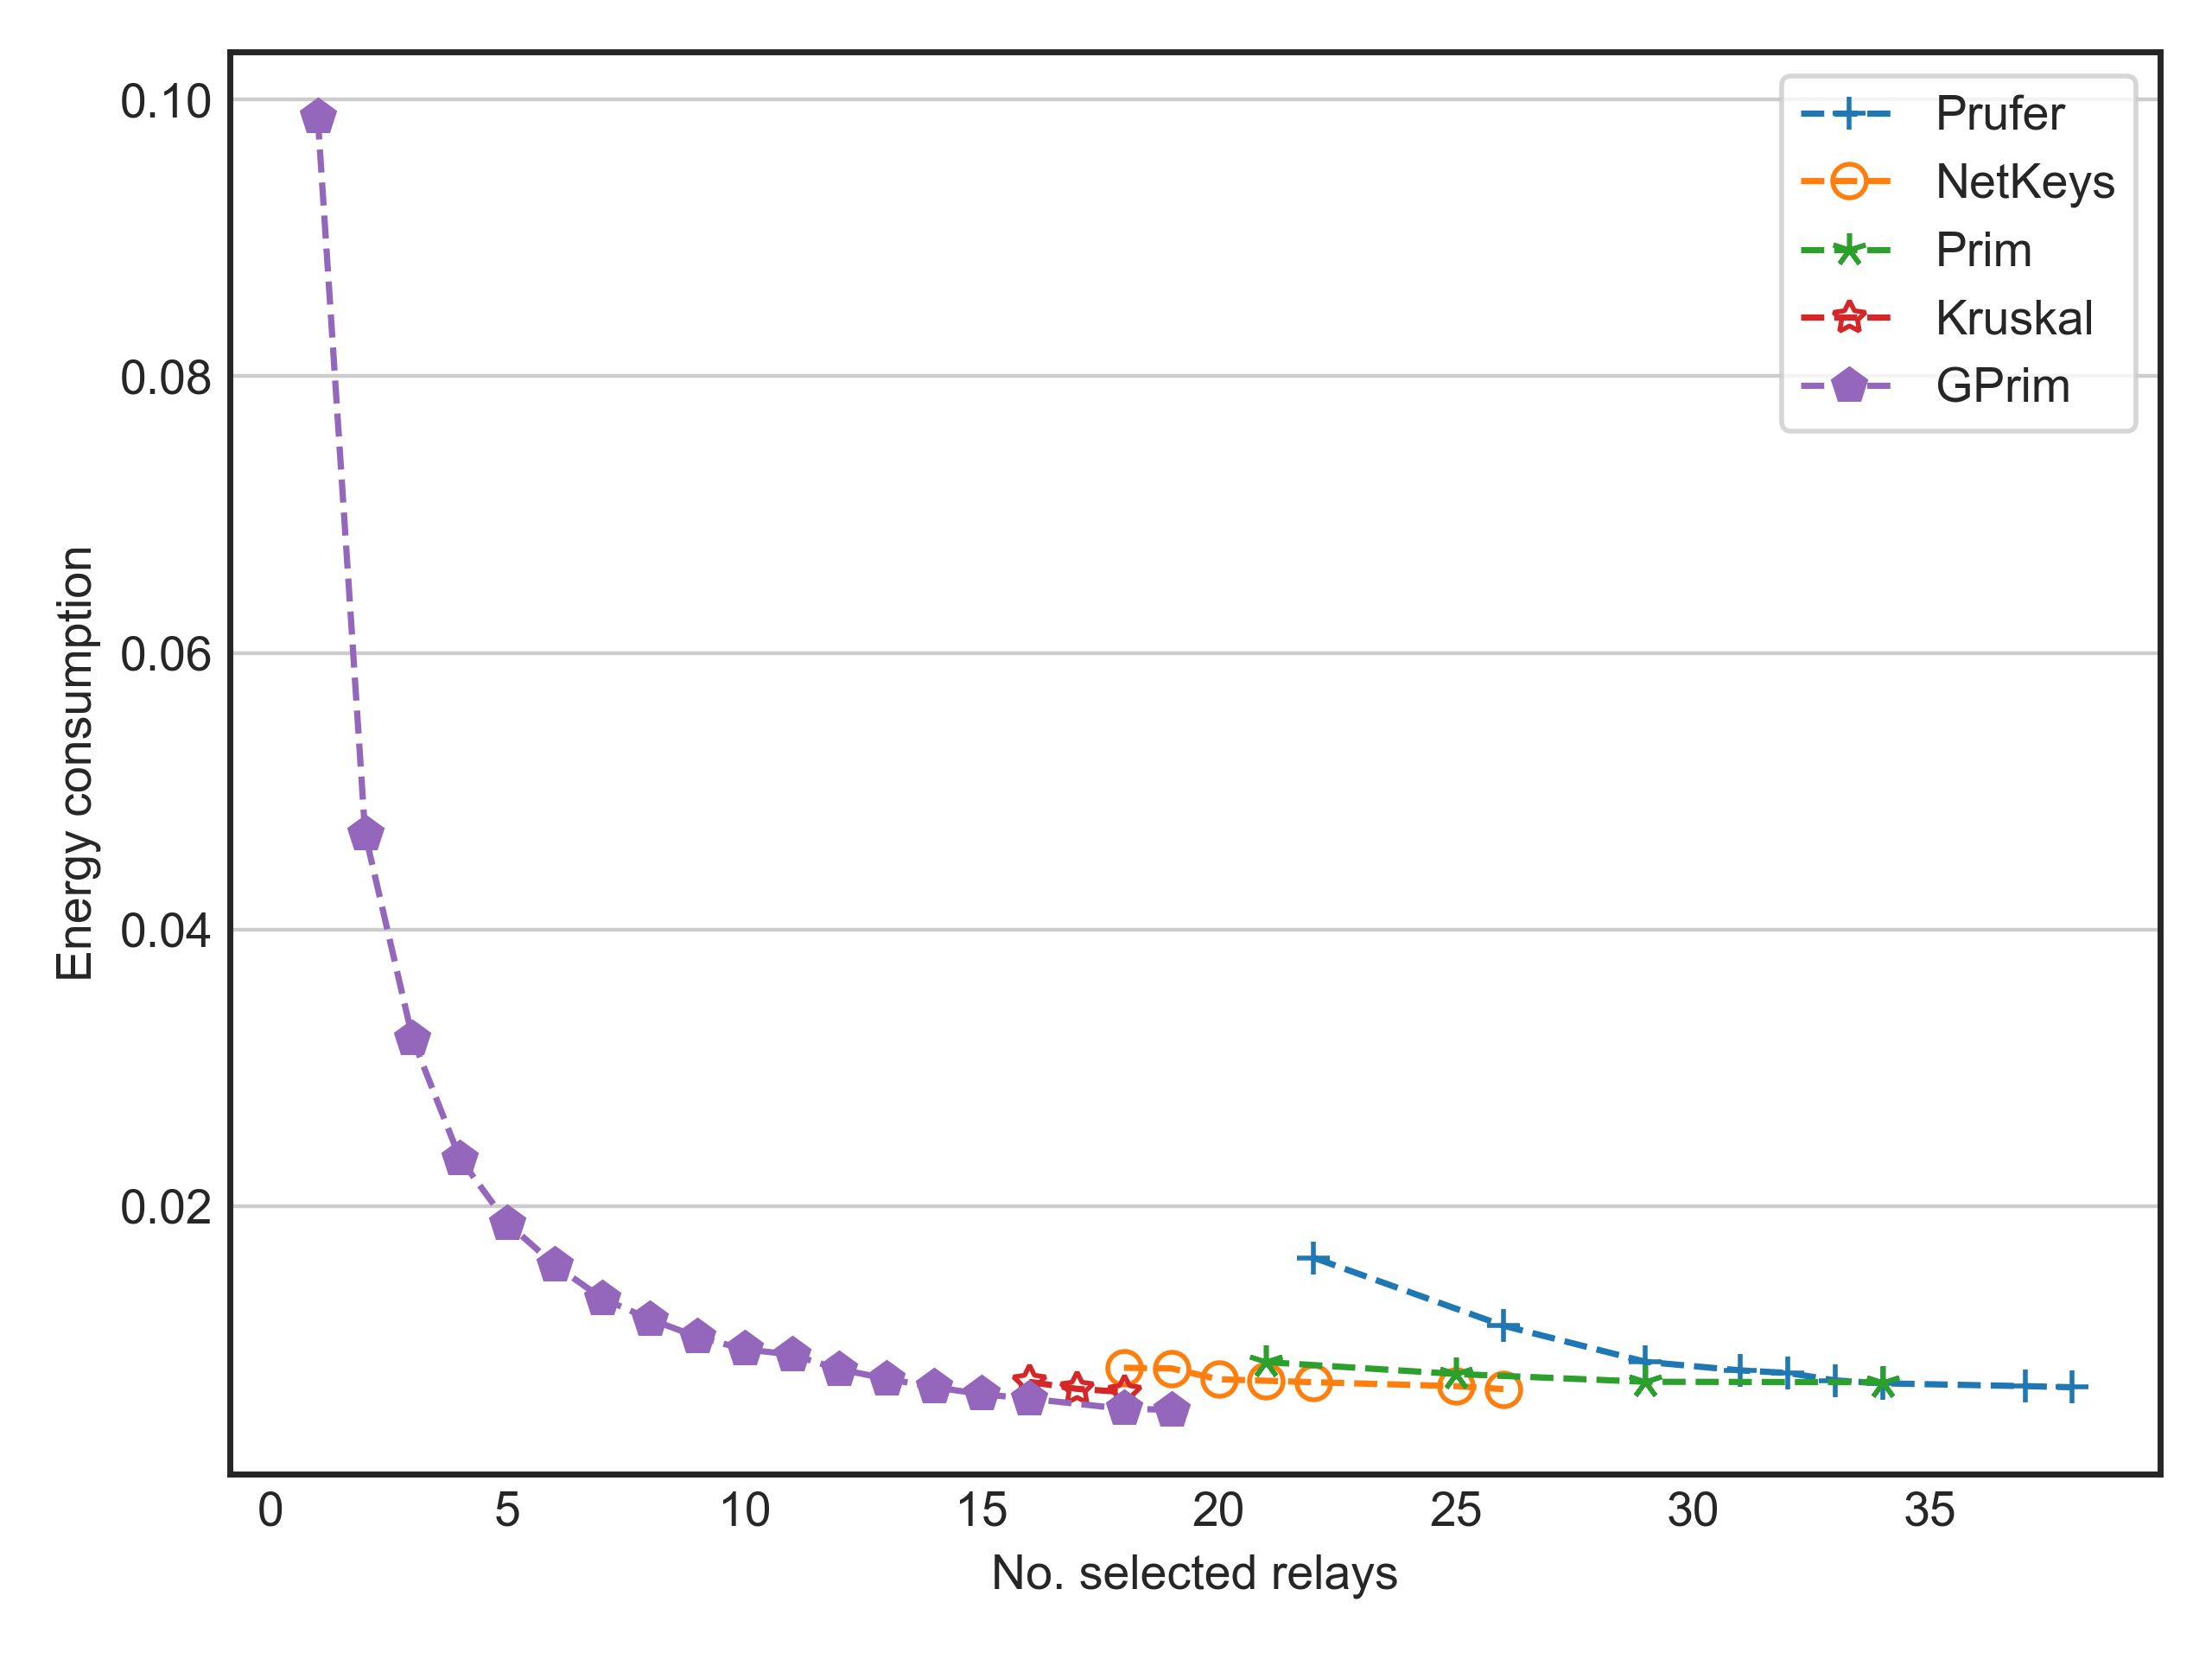 0.10
0.08
0.06
0.04
0.02
Energy consumption
0 5 10 15 20 25 30 35
No. selected relays
Prufer
NetKeys
Prim
Kruskal
GPrim